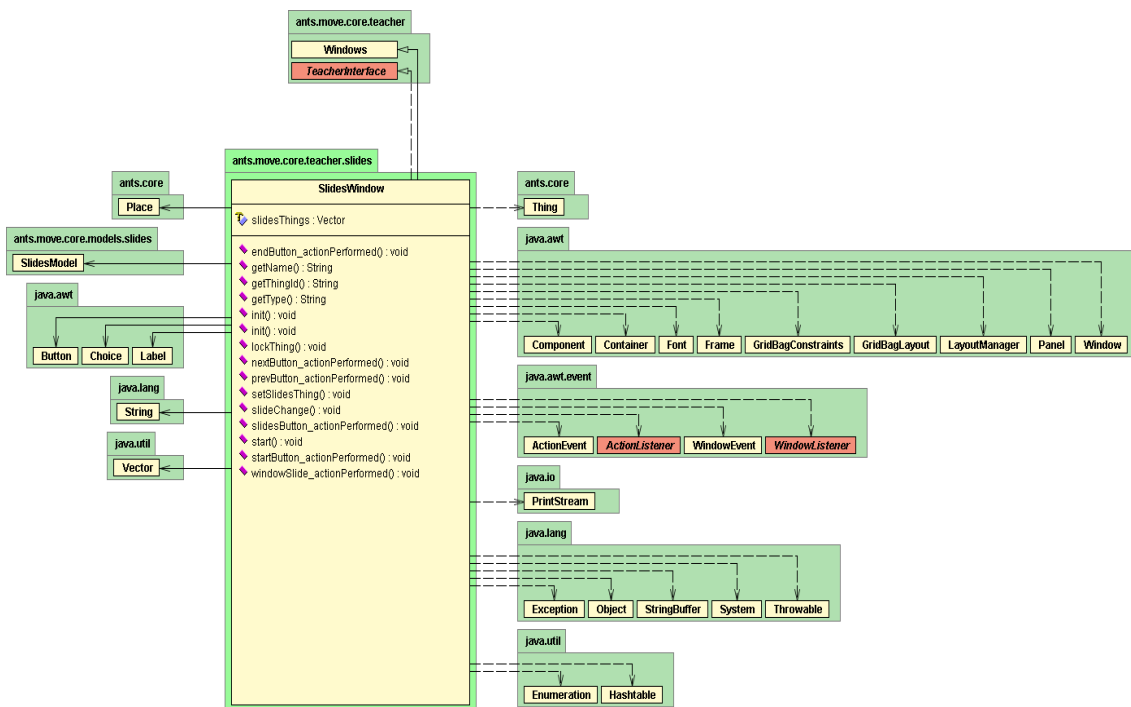 ants.move.core.teacher
Windows
TeacherInterface
ants.move.core.teacher.slides
SlidesWindow
slidesThings : Vector
endButton_actionPerformed() : void
getName() : String
getThingId() : String
getType() : String
init() : void
init() : void
lockThing() : void
nextButton_actionPerformed() : void
prevButton_actionPerformed() : void
setSlidesThing() : void
slideChange() : void
slidesButton_actionPerformed() : void
start() : void
startButton_actionPerformed() : void
windowSlide_actionPerformed() : void
ants.core
Place
ants.move.core.models.slides
SlidesModel
java.awt
Button Choice Label
java.lang
String
java.util
Vector
ants.core
Thing
java.awt
Component Container Font Frame GridBagConstraints GridBagLayout LayoutManager Panel Window
java.awt.event
ActionEvent ActionListener WindowEvent WindowListener
java.io
PrintStream
java.lang
Exception Object StringBuffer System Throwable
java.util
Enumeration Hashtable